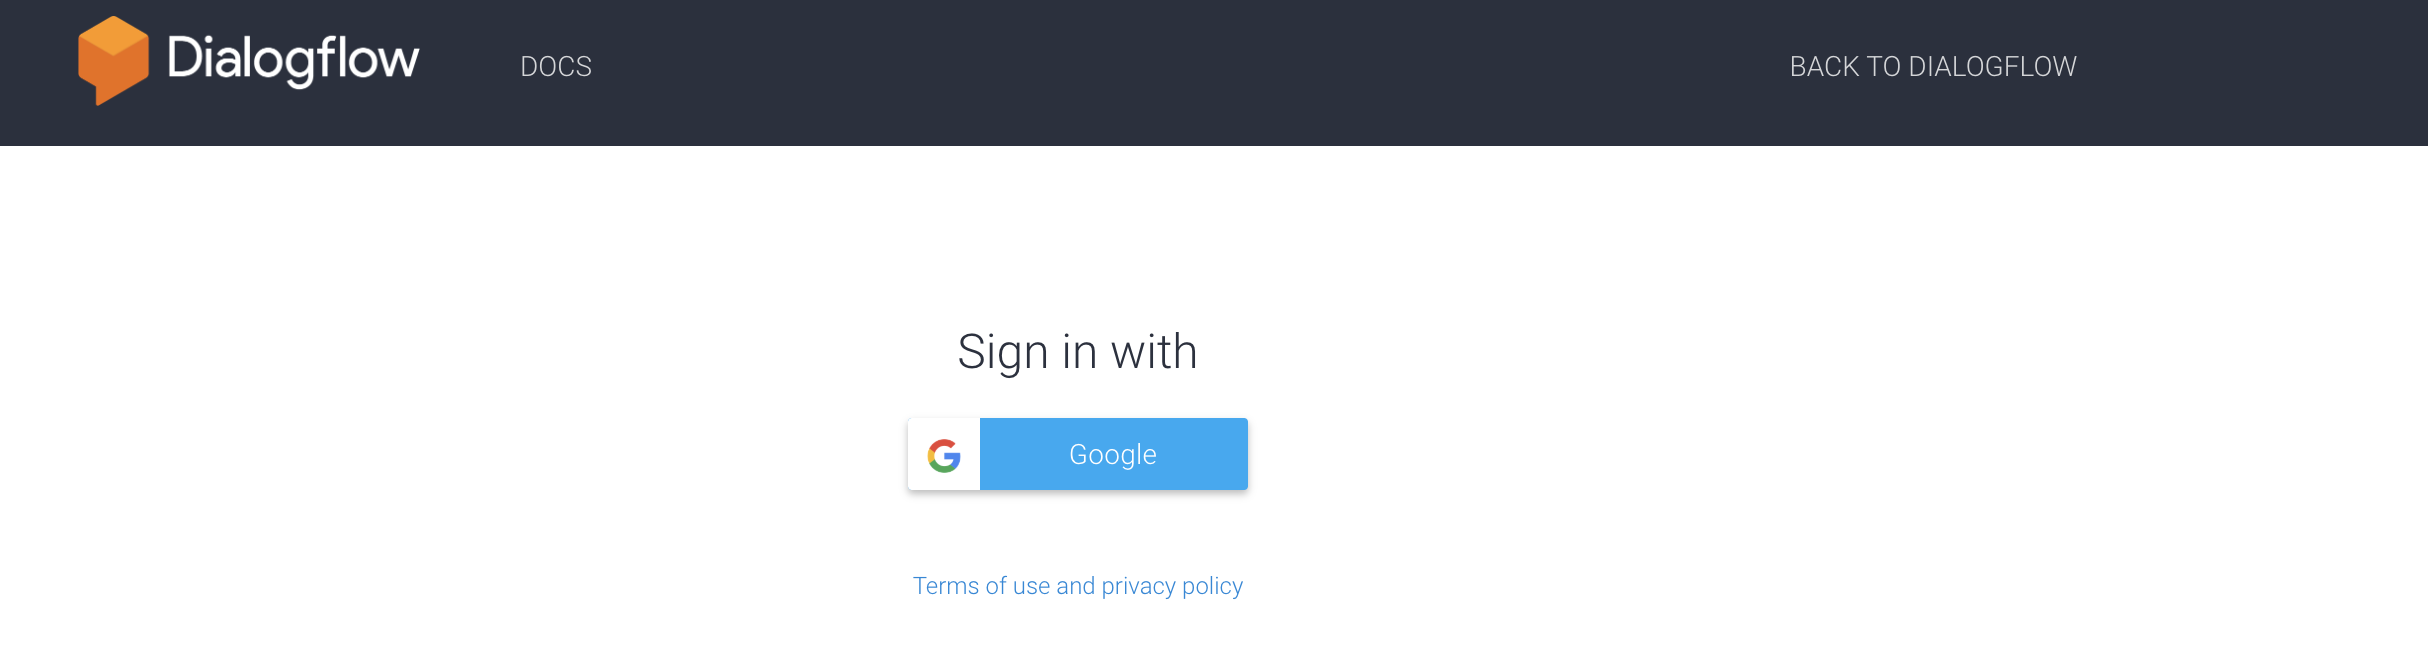 Dialogflow
DOCS
BACK TO DIALOGFLOW
Sign in with
Google
Terms of use and privacy policy